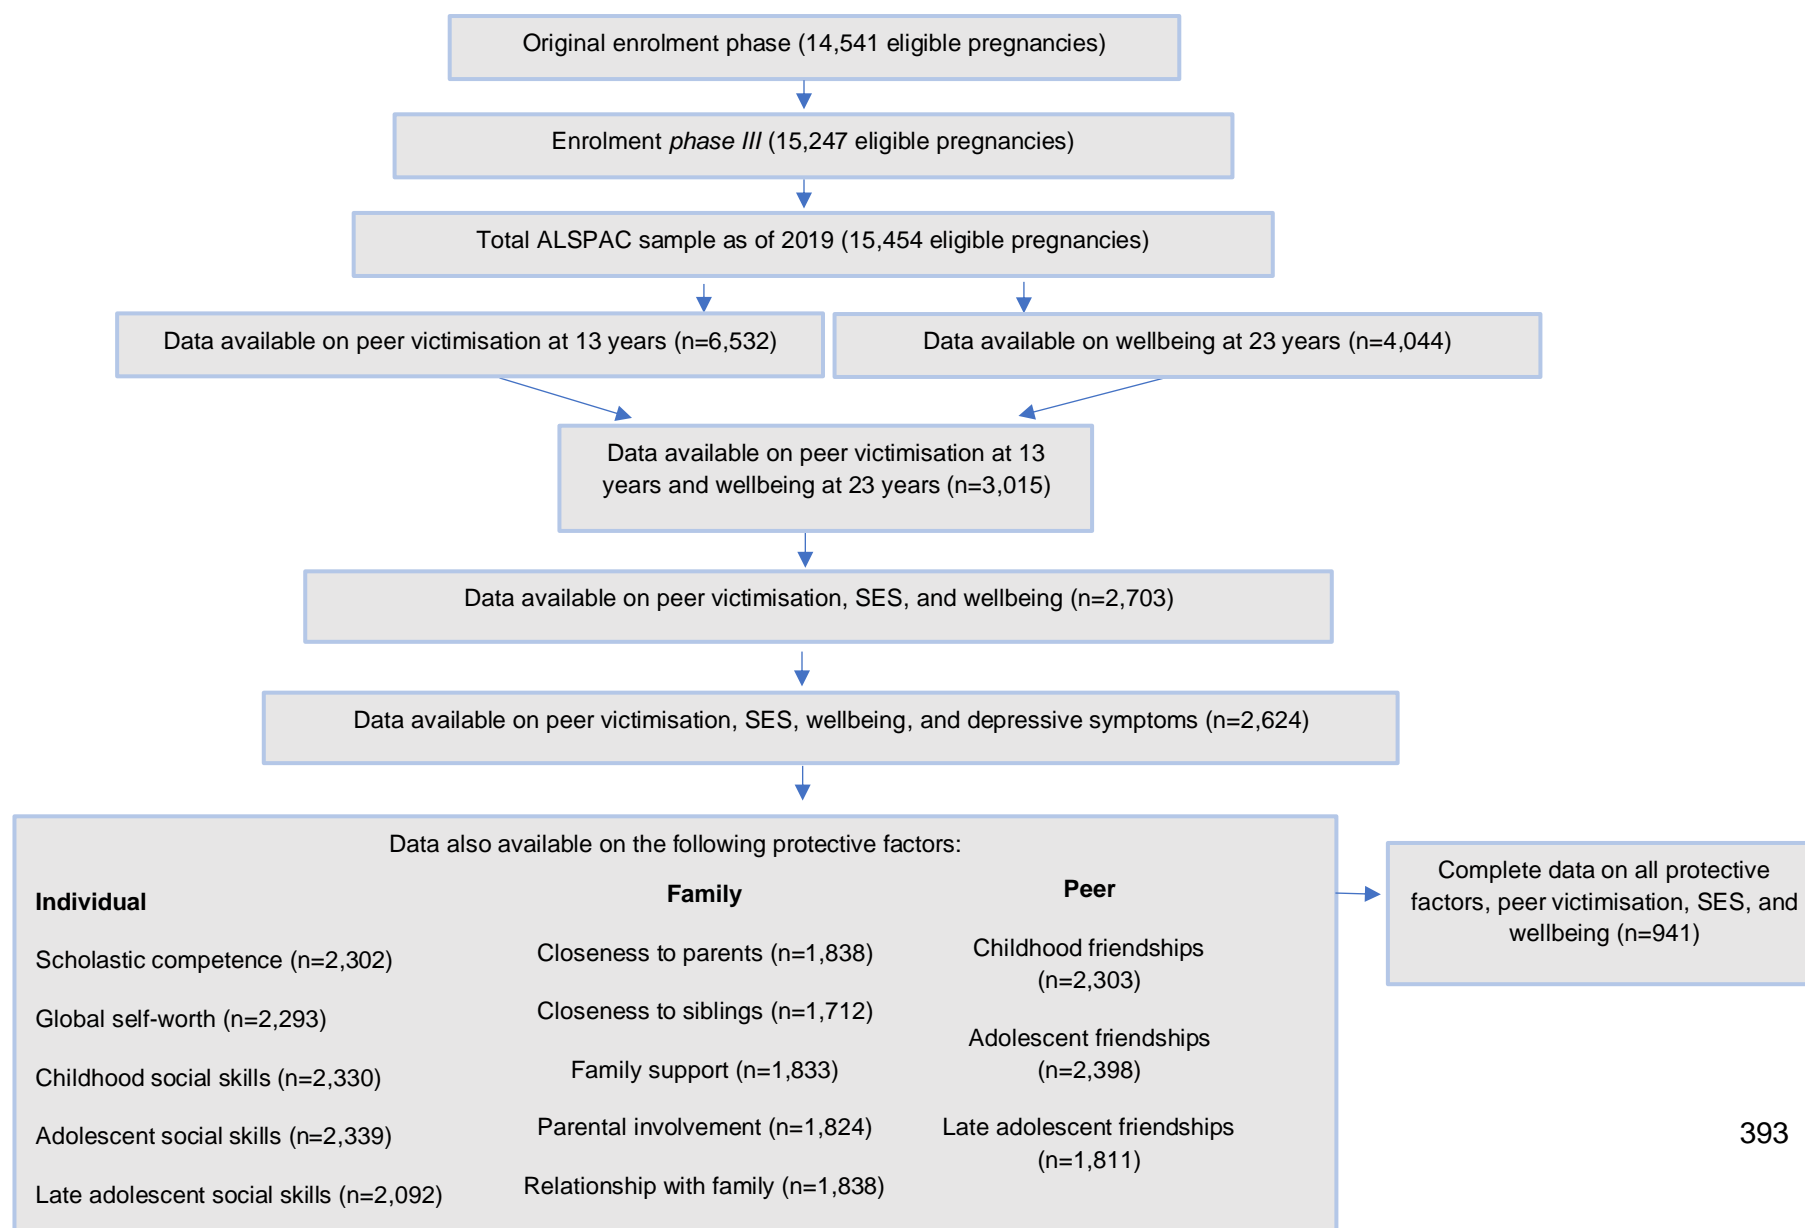 Original enrolment phase (14,541 eligible pregnancies)
Enrolment phase III (15,247 eligible pregnancies)
Total ALSPAC sample as of 2019 (15,454 eligible pregnancies)
Data available on peer victimisation at 13 years (n=6,532)
Data available on wellbeing at 23 years (n=4,044)
Data available on peer victimisation at 13
years and wellbeing at 23 years (n=3,015)
Data available on peer victimisation, SES, and wellbeing (n=2,703)
Data available on peer victimisation, SES, wellbeing, and depressive symptoms (n=2,624)
Data also available on the following protective factors:
Individual
Scholastic competence (n=2,302)
Global self-worth (n=2,293)
Childhood social skills (n=2,330)
Adolescent social skills (n=2,339)
Late adolescent social skills (n=2,092)
Family
Closeness to parents (n=1,838)
Closeness to siblings (n=1,712)
Family support (n=1,833)
Parental involvement (n=1,824)
Relationship with family (n=1,838)
Peer
Childhood friendships
(n=2,303)
Adolescent friendships
(n=2,398)
Late adolescent friendships
(n=1,811)
Complete data on all protective
factors, peer victimisation, SES, and
wellbeing (n=941)
393